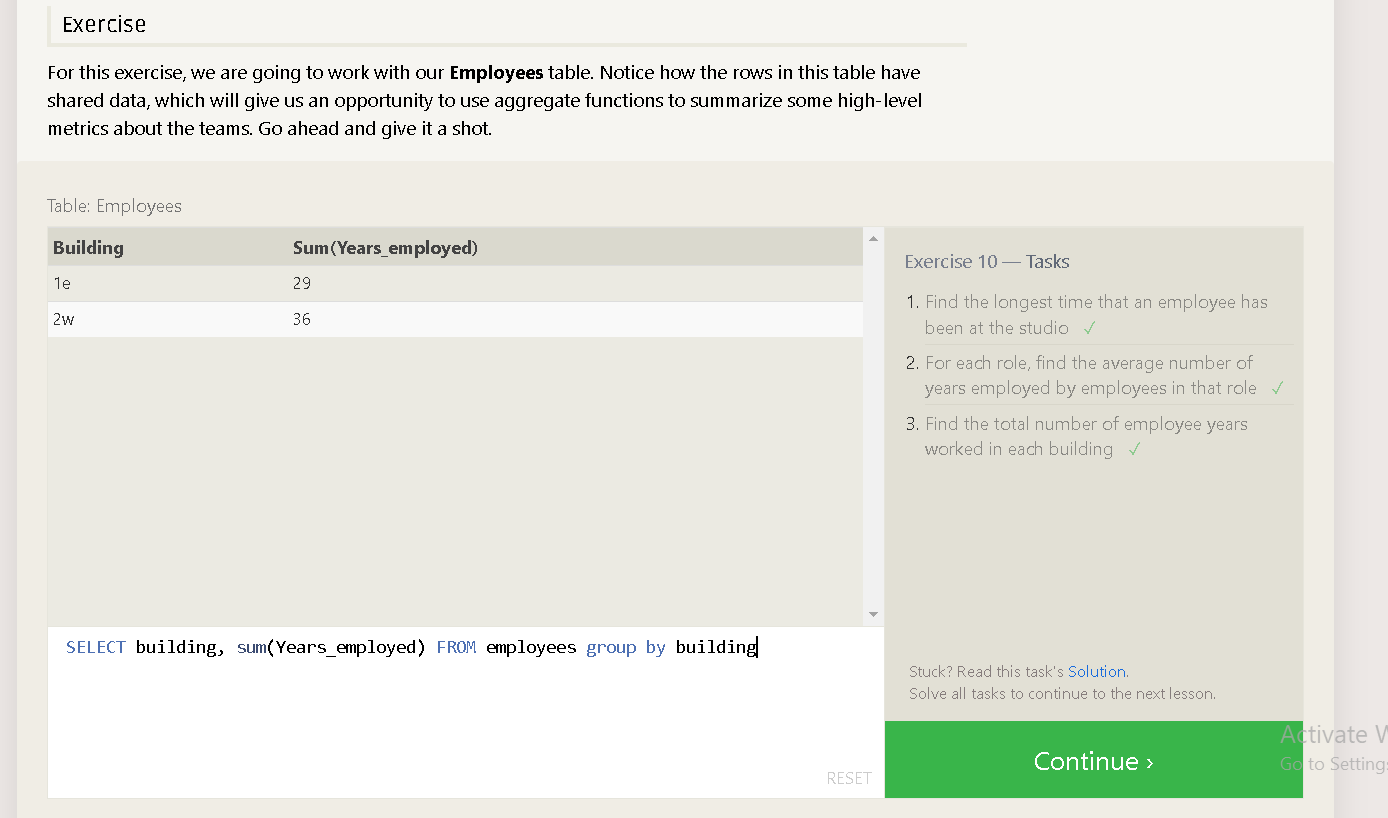 Exercise
For this exercise, we are going to work with our Employees table. Notice how the rows in this table have
shared data, which will give us an opportunity to use aggregate functions to summarize some high-level
metrics about the teams. Go ahead and give it a shot.
Table: Employees
Building Sum(Years_employed)
1e 29
2w 36
SELECT building, sum(Years_employed) FROM employees group by building
RESET
Exercise 10 — Tasks
1. Find the longest time that an employee has
been at the studio ✓
2. For each role, find the average number of
years employed by employees in that role ✓
3. Find the total number of employee years
worked in each building ✓
Stuck? Read this task's Solution.
Solve all tasks to continue to the next lesson.
Continue ›
Activate W
Go to Settings